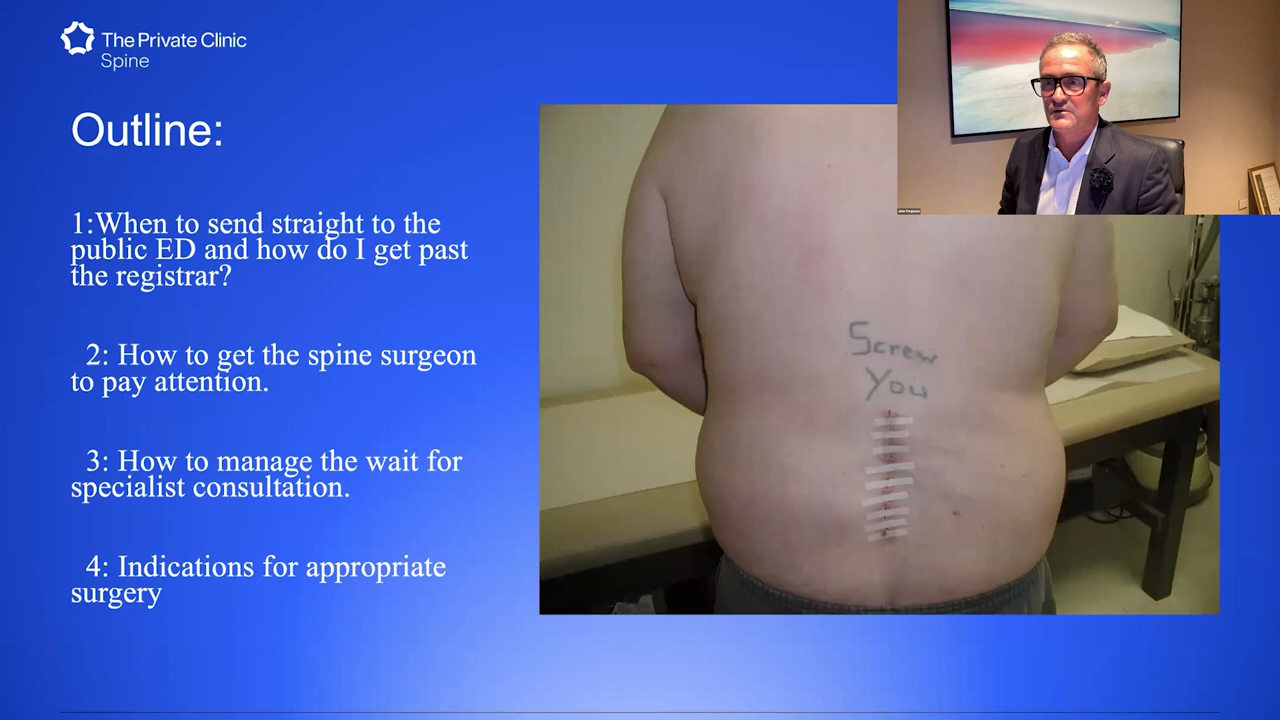 The Private Clinic
Spine
Outline:
1:When to send straight to the
public ED and how do I get past
the registrar?
2: How to get the spine surgeon
to pay attention.
3: How to manage the wait for
specialist consultation.
4: Indications for appropriate
surgery
Screw
You